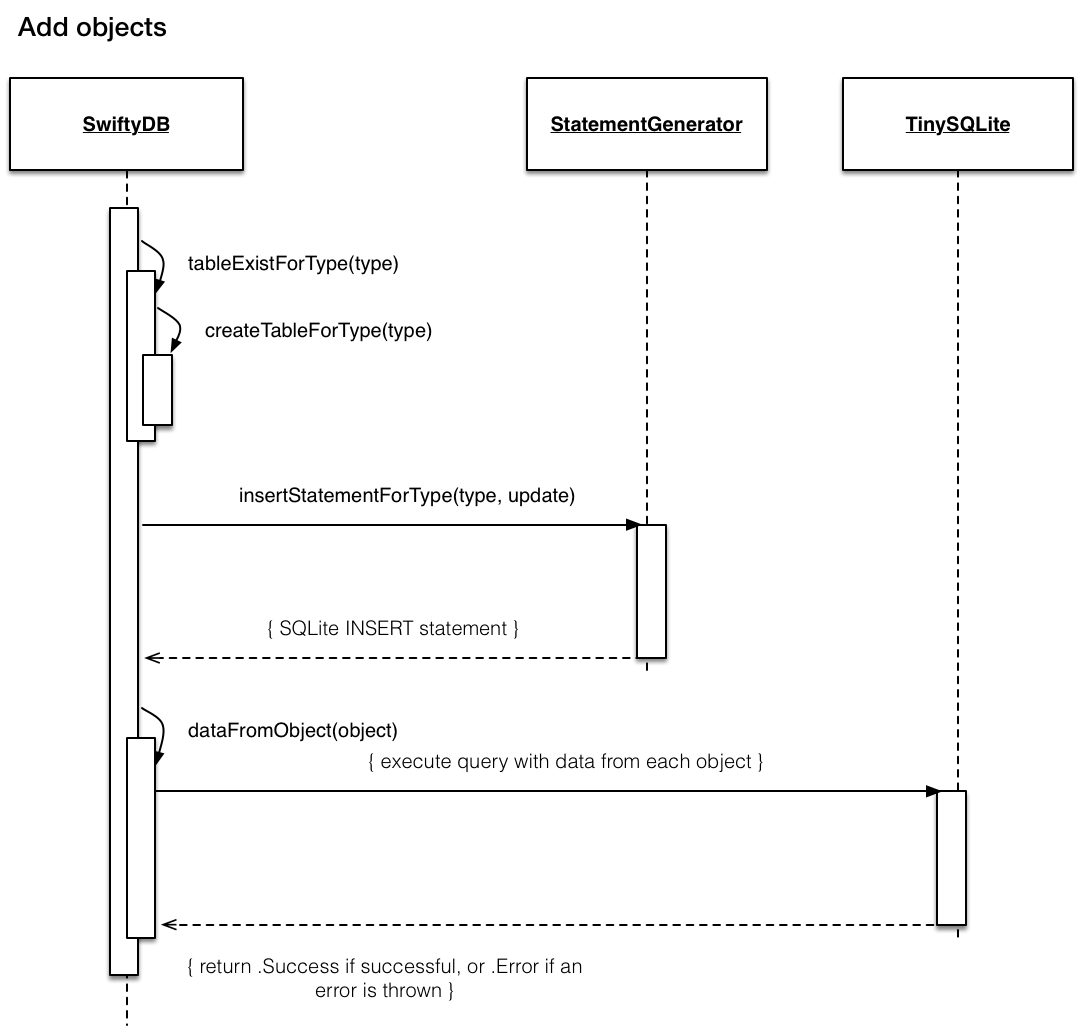 Add objects
SwiftyDB
StatementGenerator
TinySQLite
tableExistForType(type)
createTableForType(type)
insertStatementForType(type, update)
{ SQLite INSERT statement }
dataFromObject(object)
{ execute query with data from each object }
{ return .Success if successful, or .Error if an
error is thrown }